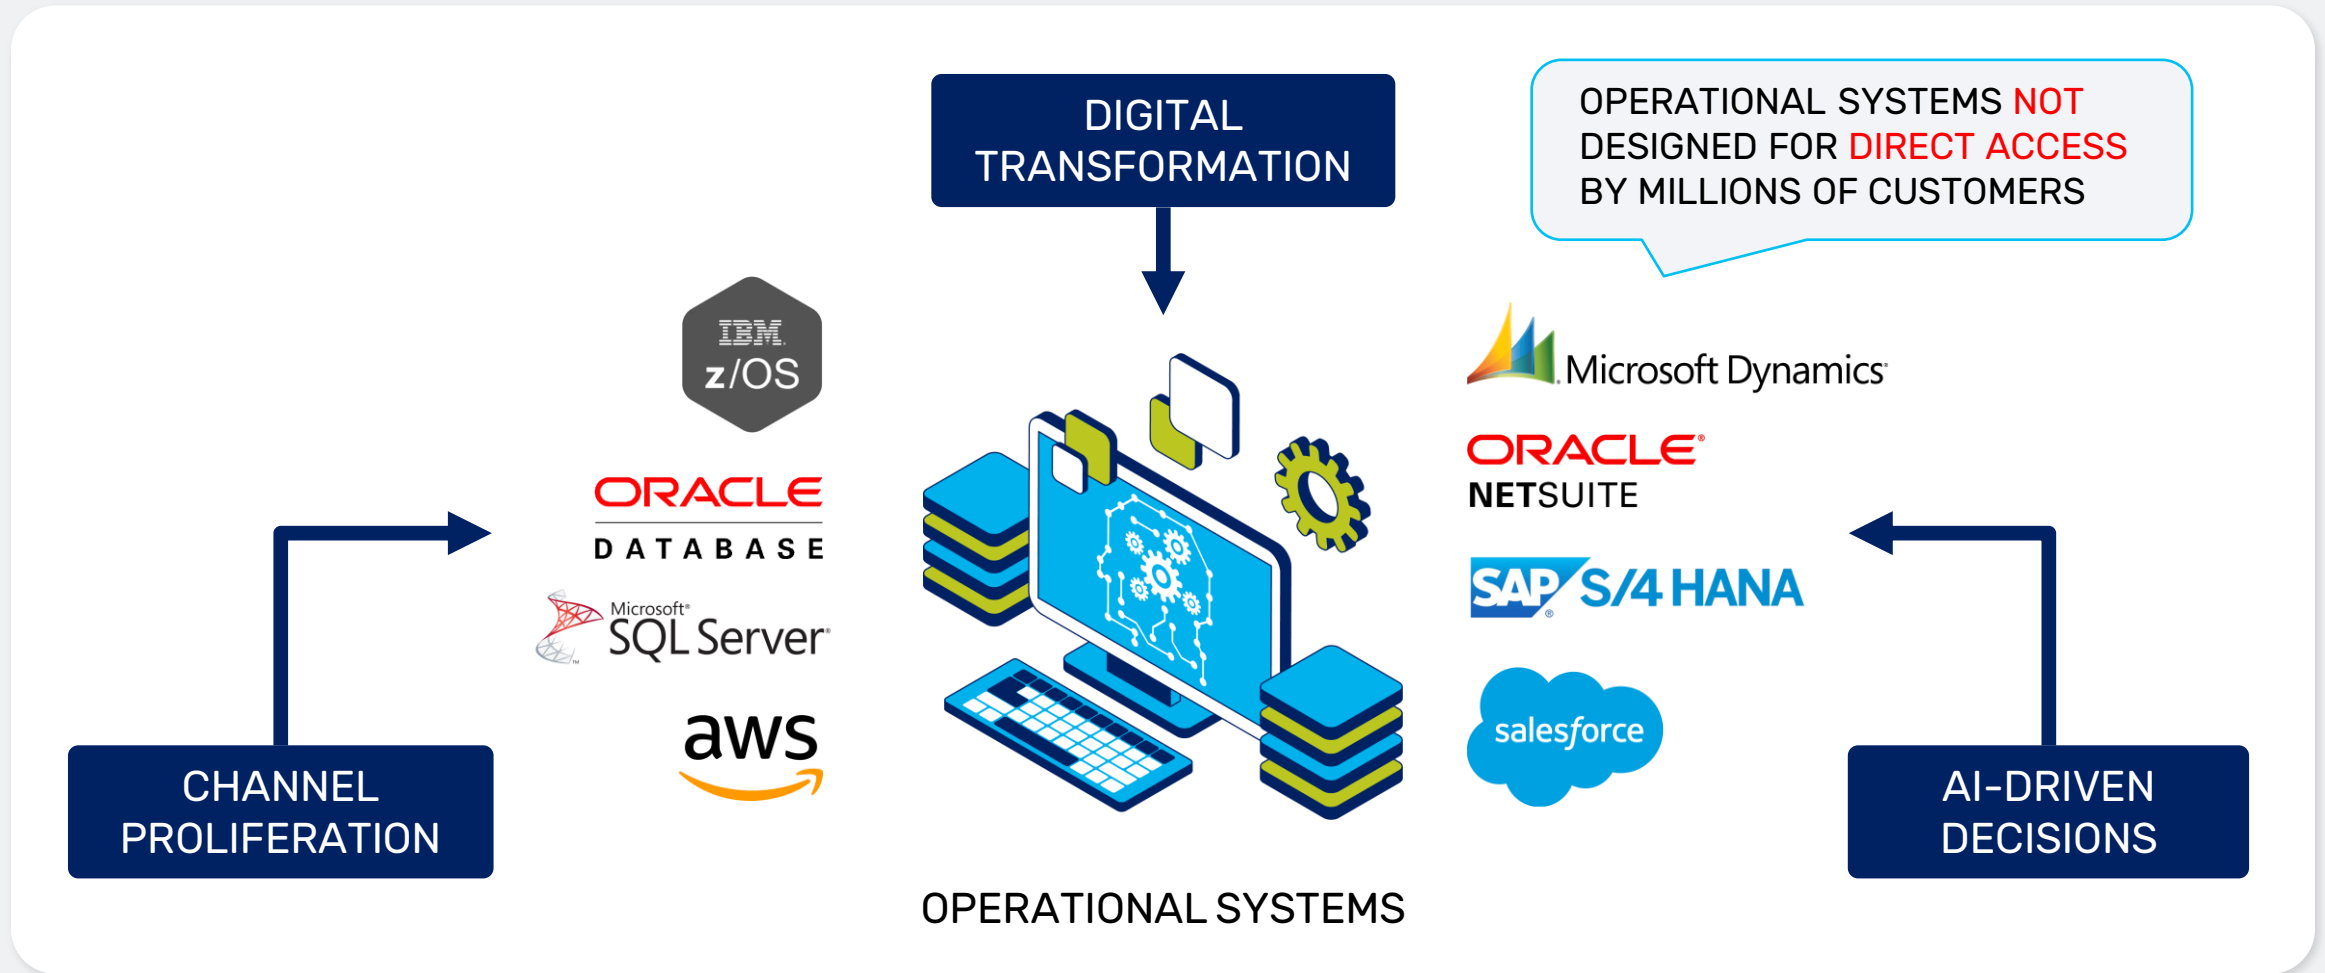 DIGITAL
TRANSFORMATION
OPERATIONAL SYSTEMS NOT
DESIGNED FOR DIRECT ACCESS
BY MILLIONS OF CUSTOMERS
IBM.
z/OS
ORACLE
DATABASE
Microsoft®
SQL Server®
aws
Microsoft Dynamics®
ORACLE®
NETSUITE
SAP® S/4 HANA
salesforce
CHANNEL
PROLIFERATION
AI-DRIVEN
DECISIONS
OPERATIONAL SYSTEMS